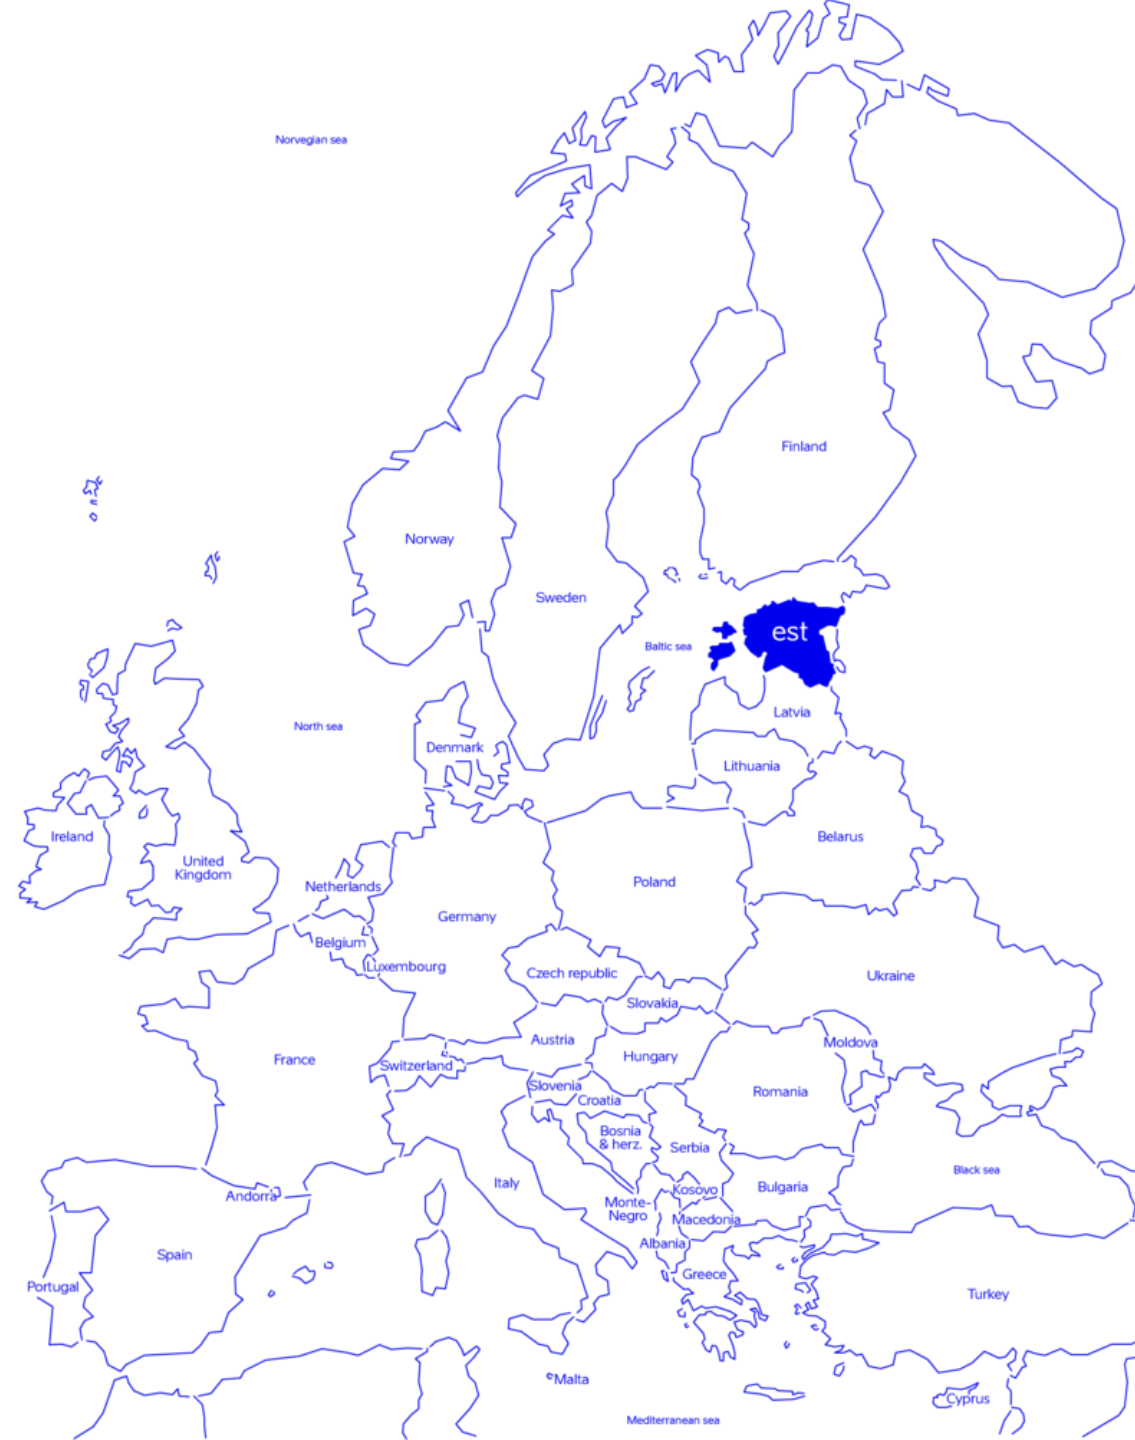 Norvegian sea
Finland
Norway
Sweden
est
Baltic sea
Latvia
North sea
Denmark
Lithuania
Ireland
Belarus
United
Kingdom
Netherlands
Poland
Germany
Belgium
Luxembourg
Czech republic
Ukraine
Slovakia
Austria
Moldova
France
Hungary
Switzerland
Slovenia
Romania
Croatia
Bosnia
& herz.
Serbia
Black sea
Italy
Kosovo
Bulgaria
Andorra
Monte-
Negro
Macedonia
Albania
Spain
Greece
Portugal
Turkey
Malta
Cyprus
Mediterranean sea